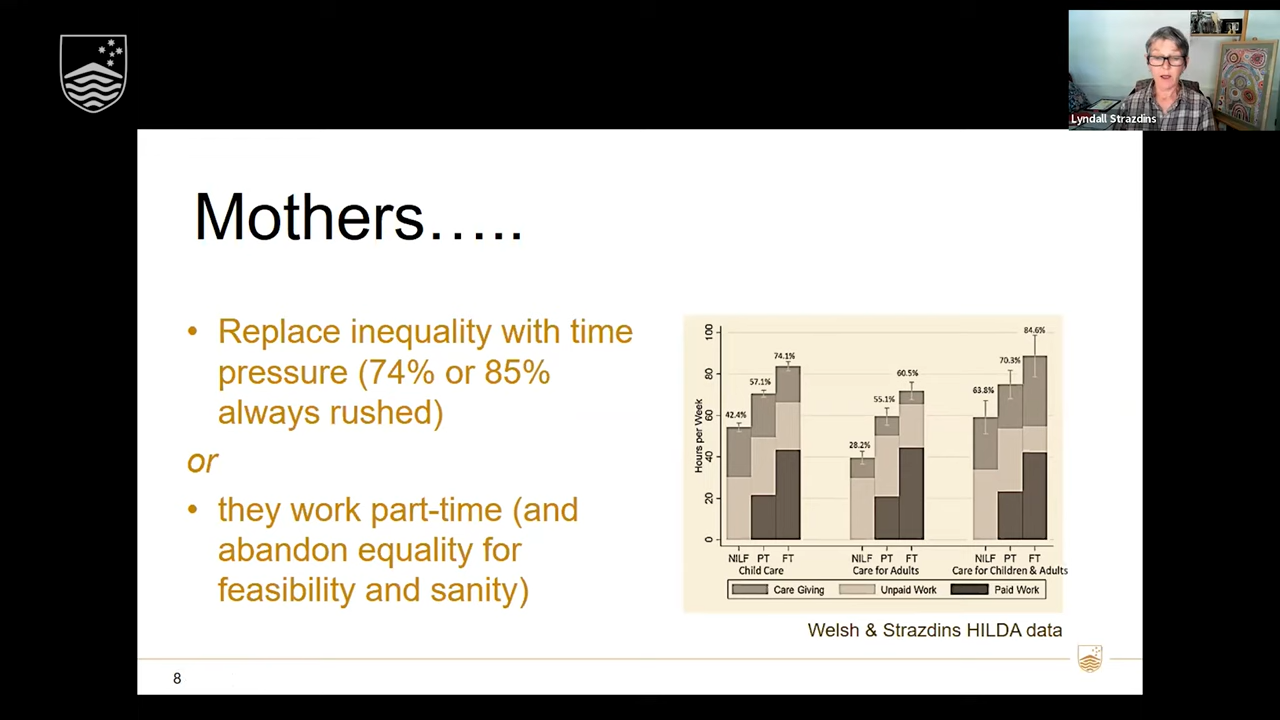 Lyndall Strazdins
Mothers…..
• Replace inequality with time
pressure (74% or 85%
always rushed)
or
• they work part-time (and
abandon equality for
feasibility and sanity)
Hours per Week
100
80
60
40
20
0
42.4%
57.1%
74.1%
28.2%
55.1%
60.5%
63.8%
70.3%
84.6%
NILF PT FT NILF PT FT NILF PT FT
Child Care Care for Adults Care for Children & Adults
Care Giving Unpaid Work Paid Work
Welsh & Strazdins HILDA data
8